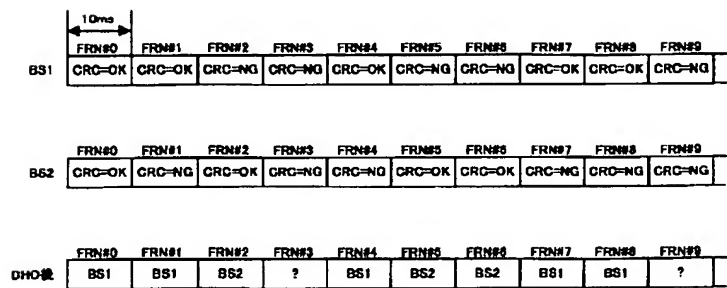 10ms
FRN#0 FRN#1 FRN#2 FRN#3 FRN#4 FRN#5 FRN#6 FRN#7 FRN#8 FRN#9
BS1 CRC=OK CRC=OK CRC=NG CRC=NG CRC=OK CRC=NG CRC=NG CRC=OK CRC=OK CRC=NG
FRN#0 FRN#1 FRN#2 FRN#3 FRN#4 FRN#5 FRN#6 FRN#7 FRN#8 FRN#9
BS2 CRC=OK CRC=NG CRC=OK CRC=NG CRC=NG CRC=OK CRC=OK CRC=NG CRC=NG CRC=NG
FRN#0 FRN#1 FRN#2 FRN#3 FRN#4 FRN#5 FRN#6 FRN#7 FRN#8 FRN#9
DHO後 BS1 BS1 BS2 ? BS1 BS2 BS2 BS1 BS1 ?